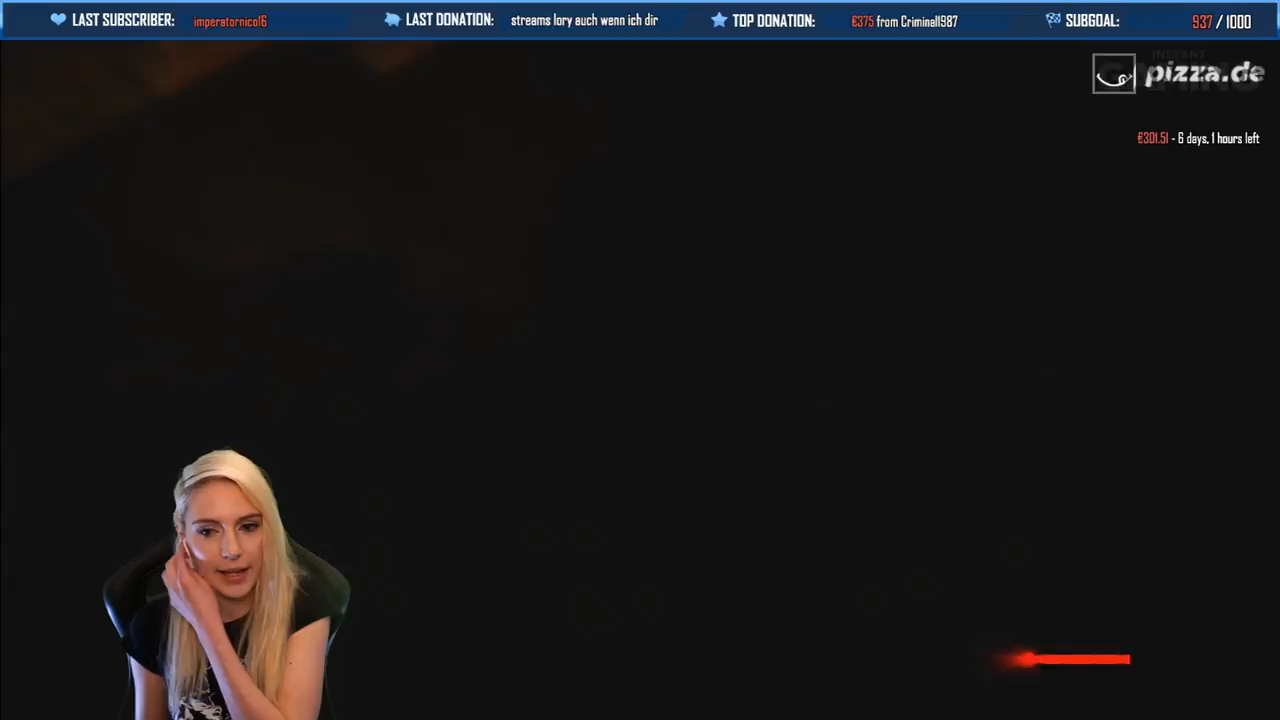 LAST SUBSCRIBER: imperatornico16 LAST DONATION: streams lory auch wenn ich dir TOP DONATION: €375 from Criminal1987 SUBGOAL: 937 / 1000
INSTANT
pizza.de
€301.51 - 6 days, 1 hours left